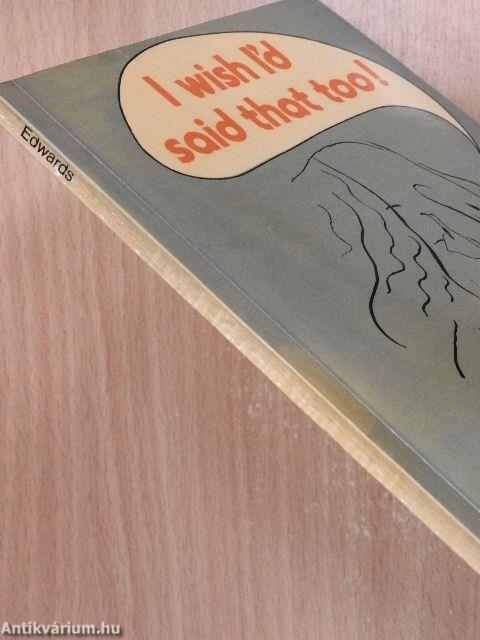 I wish I'd
said that too!
Edwards
Antikvárium.hu